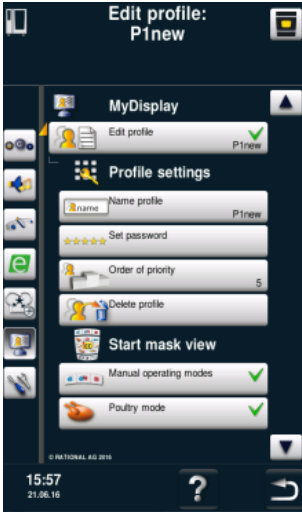 Edit profile:
P1new
MyDisplay
Edit profile
P1new
Profile settings
name
Name profile
P1new
Set password
Order of priority
5
Delete profile
Start mask view
Manual operating modes
Poultry mode
© RATIONAL AG 2016
15:57
21.06.16
?